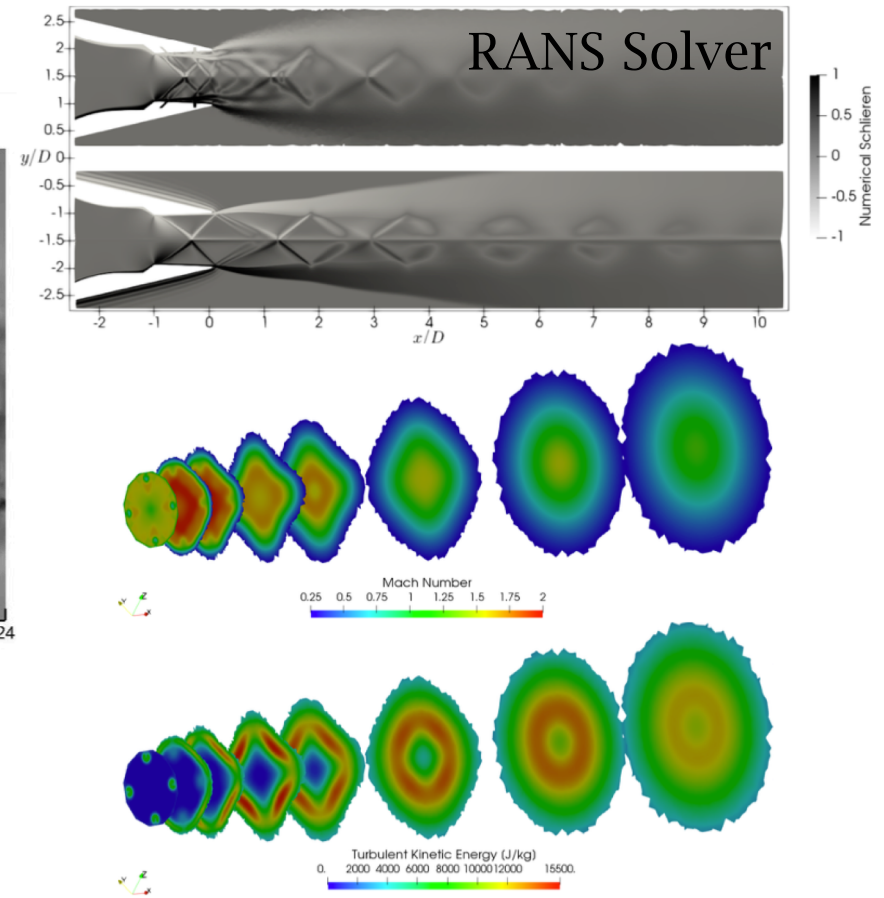 RANS Solver
2.5
2
1.5
1
0.5
y/D 0
-0.5
-1
-1.5
-2
-2.5
-2 -1 0 1 2 3 4 5 6 7 8 9 10
x/D
1
0.5
0
-0.5
-1
Numerical Schlieren
Mach Number
0.25 0.5 0.75 1 1.25 1.5 1.75 2
Y Z X
24
Turbulent Kinetic Energy (J/kg)
0. 2000 4000 6000 8000 10000 12000 15500.
Y Z X